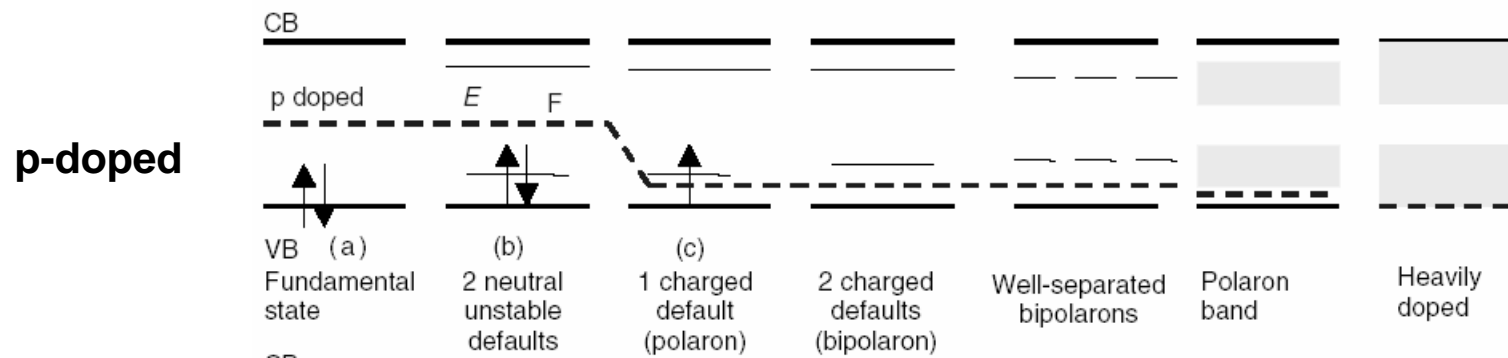 CB
p doped
E F
p-doped
VB (a) (b) (c)
Fundamental state
2 neutral unstable defaults
1 charged default (polaron)
2 charged defaults (bipolaron)
Well-separated bipolarons
Polaron band
Heavily doped